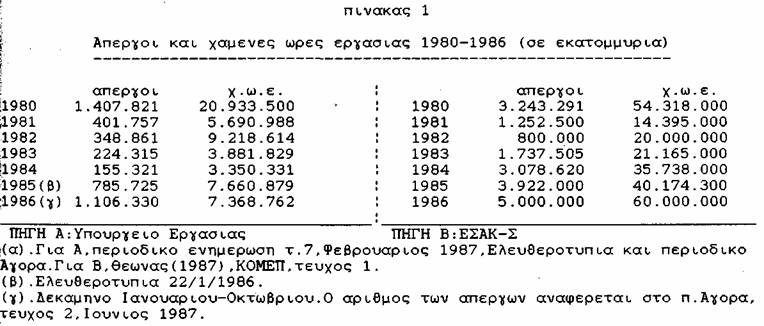 πινακας 1
Απεργοι και χαμενες ωρες εργασιας 1980-1986 (σε εκατομμυρια)
απεργοι χ.ω.ε. απεργοι χ.ω.ε.
1980 1.407.821 20.933.500 1980 3.243.291 54.318.000
1981 401.757 5.690.988 1981 1.252.500 14.395.000
1982 348.861 9.218.614 1982 800.000 20.000.000
1983 224.315 3.881.829 1983 1.737.505 21.165.000
1984 155.321 3.350.331 1984 3.078.620 35.738.000
1985(β) 785.725 7.660.879 1985 3.922.000 40.174.300
1986(γ) 1.106.330 7.368.762 1986 5.000.000 60.000.000
ΠΗΓΗ Α:Υπουργειο Εργασιας ΠΗΓΗ Β:ΕΣΑΚ-Σ
(α).Για Α,περιοδικο ενημερωση τ.7,Φεβρουαριος 1987,Ελευθεροτυπια και περιοδικο
Αγορα.Για Β,Θεωνας(1987),ΚΟΜΕΠ,τευχος 1.
(β).Ελευθεροτυπια 22/1/1986.
(γ).Δεκαμηνο Ιανουαριου-Οκτωβριου.Ο αριθμος των απεργων αναφερεται στο π.Αγορα,
τευχος 2,Ιουνιος 1987.